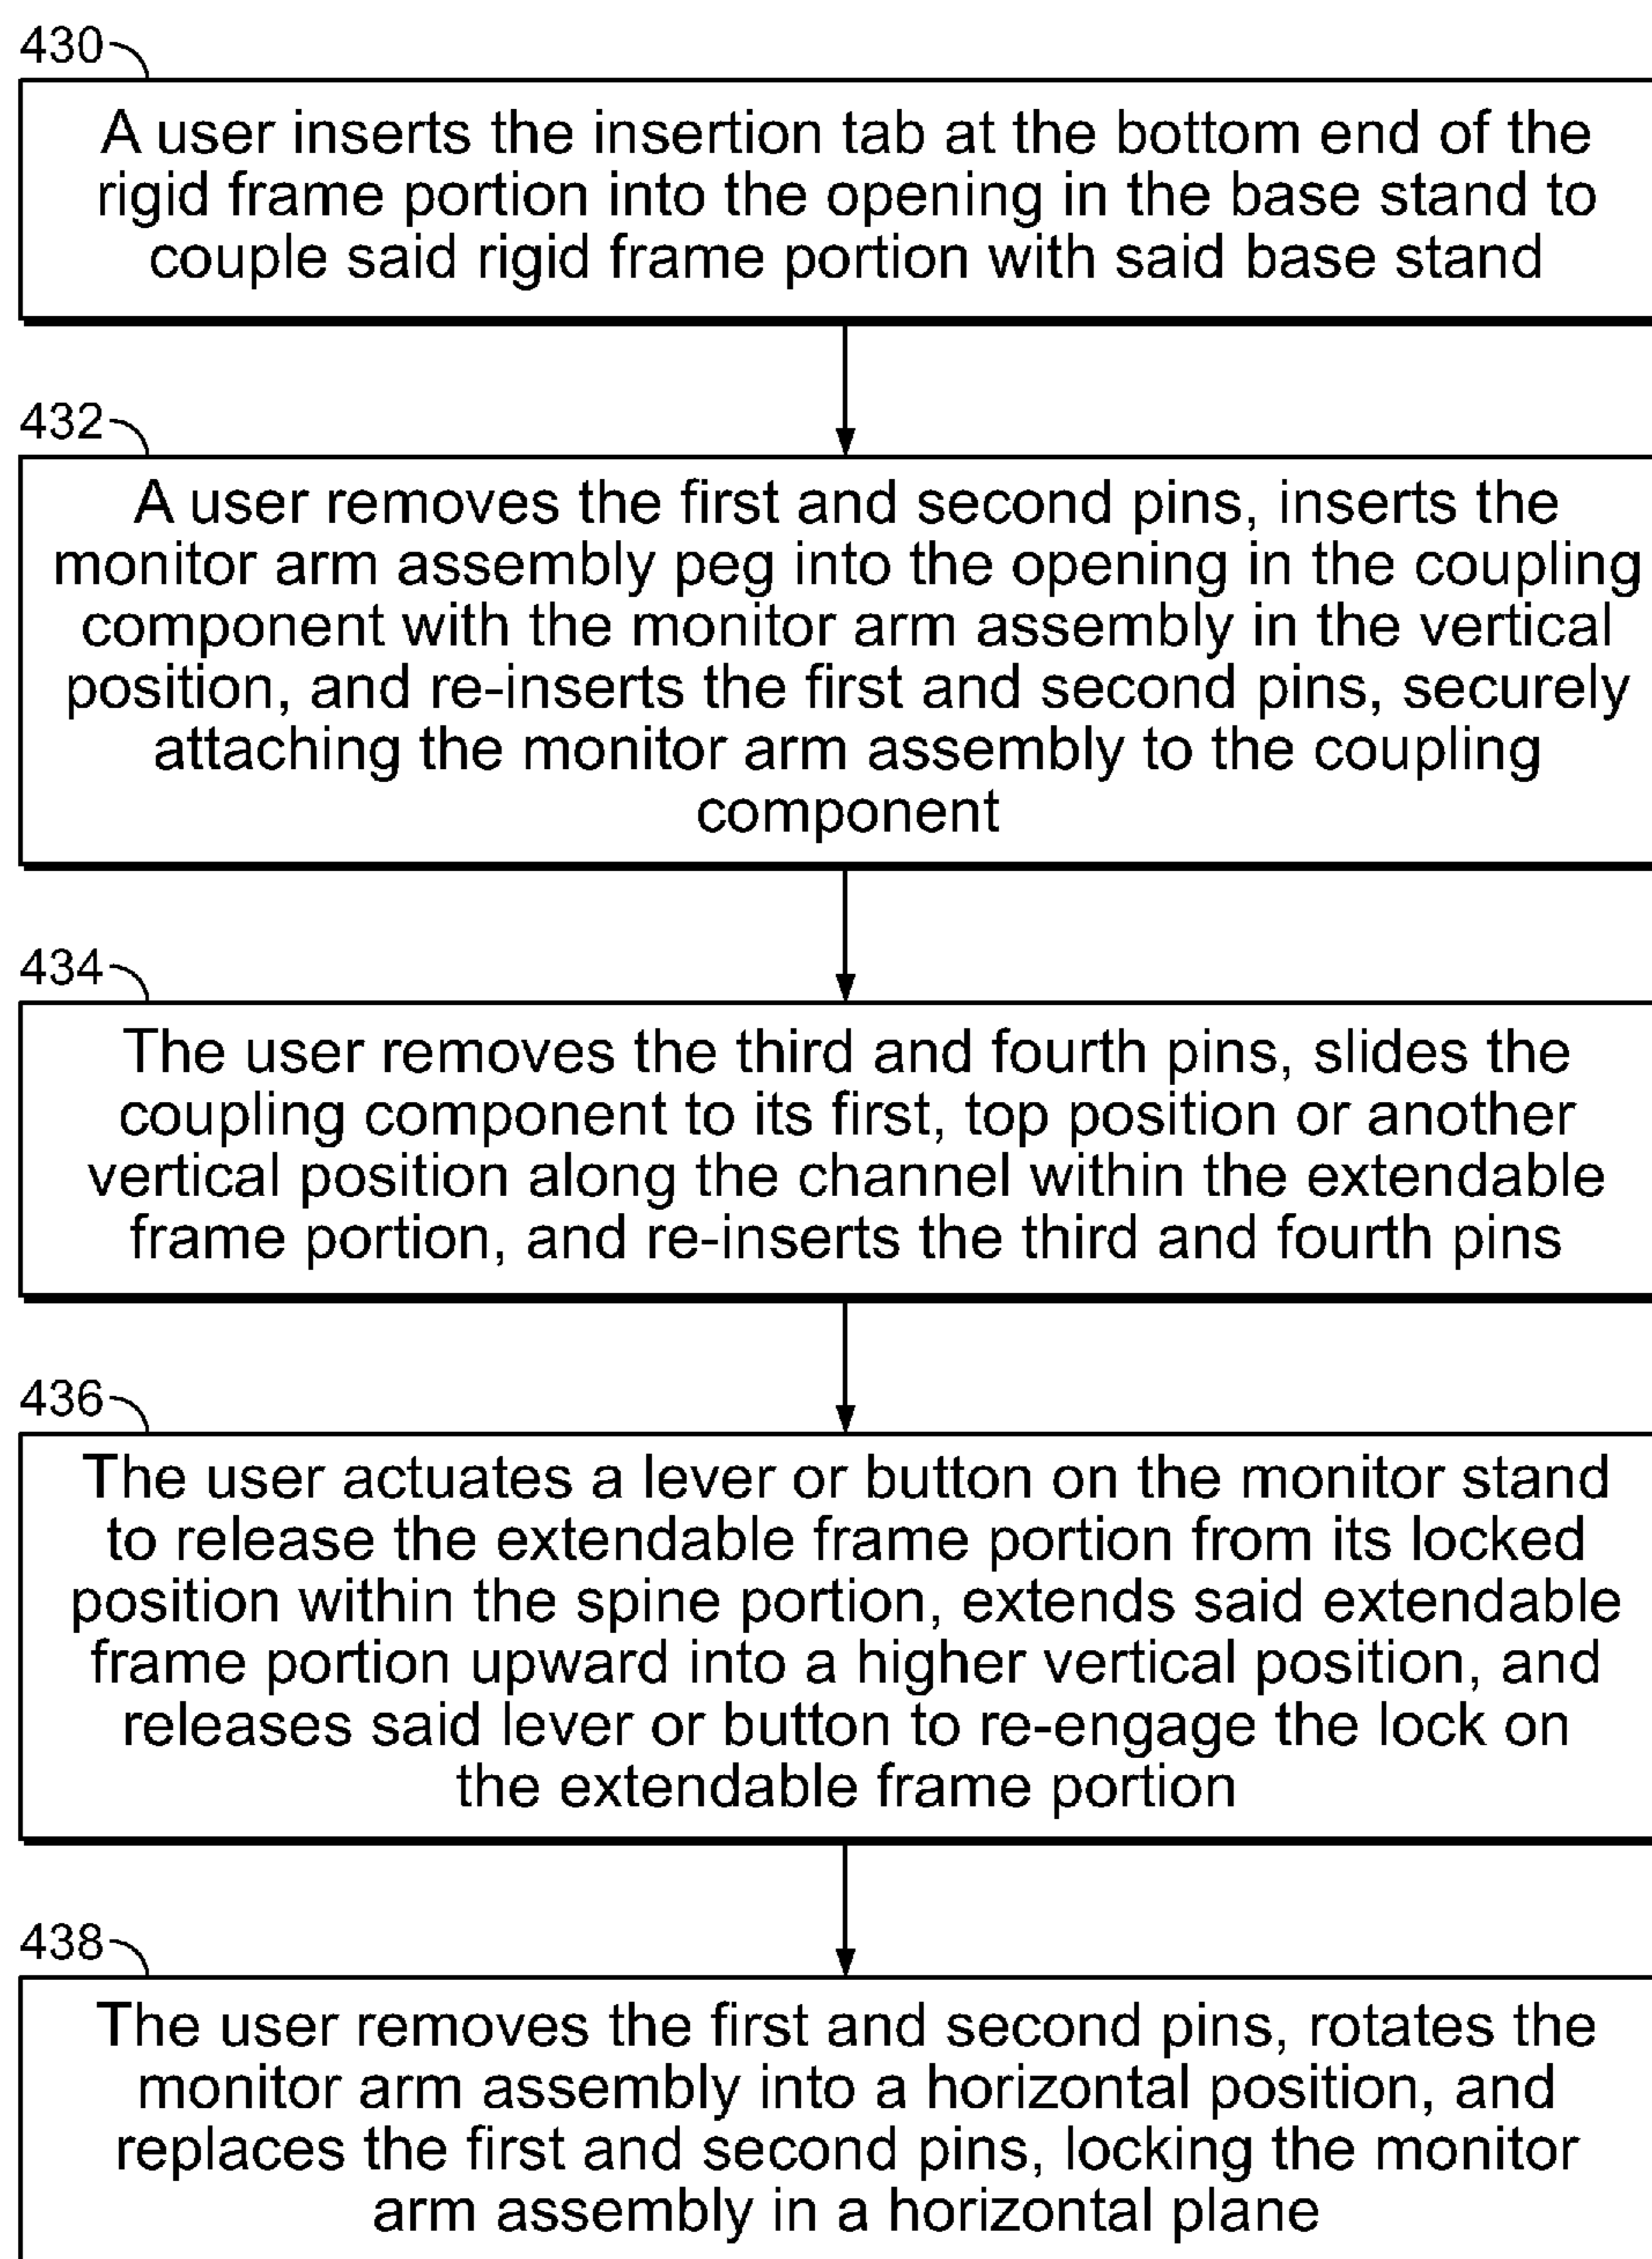 430
A user inserts the insertion tab at the bottom end of the
rigid frame portion into the opening in the base stand to
couple said rigid frame portion with said base stand
432
A user removes the first and second pins, inserts the
monitor arm assembly peg into the opening in the coupling
component with the monitor arm assembly in the vertical
position, and re-inserts the first and second pins, securely
attaching the monitor arm assembly to the coupling
component
434
The user removes the third and fourth pins, slides the
coupling component to its first, top position or another
vertical position along the channel within the extendable
frame portion, and re-inserts the third and fourth pins
436
The user actuates a lever or button on the monitor stand
to release the extendable frame portion from its locked
position within the spine portion, extends said extendable
frame portion upward into a higher vertical position, and
releases said lever or button to re-engage the lock on
the extendable frame portion
438
The user removes the first and second pins, rotates the
monitor arm assembly into a horizontal position, and
replaces the first and second pins, locking the monitor
arm assembly in a horizontal plane